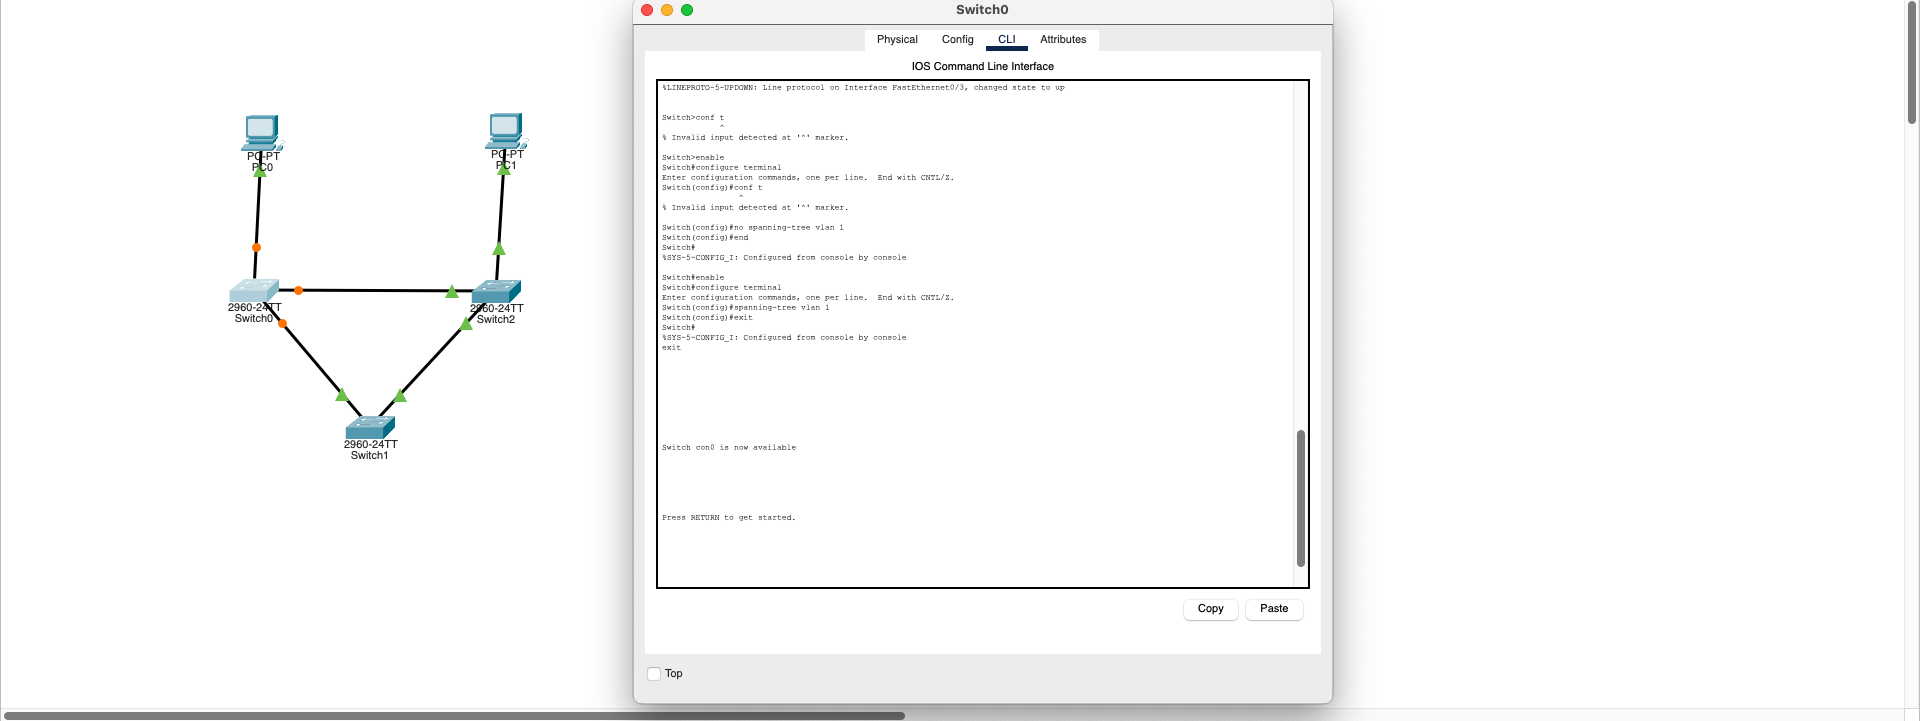 Switch0
Physical Config CLI Attributes
IOS Command Line Interface
%LINEPROTO-5-UPDOWN: Line protocol on Interface FastEthernet0/3, changed state to up
Switch>conf t
^
% Invalid input detected at '^' marker.
Switch>enable
Switch#configure terminal
Enter configuration commands, one per line.  End with CNTL/Z.
Switch(config)#conf t
^
% Invalid input detected at '^' marker.
Switch(config)#no spanning-tree vlan 1
Switch(config)#end
Switch#
%SYS-5-CONFIG_I: Configured from console by console
Switch#enable
Switch#configure terminal
Enter configuration commands, one per line.  End with CNTL/Z.
Switch(config)#spanning-tree vlan 1
Switch(config)#exit
Switch#
%SYS-5-CONFIG_I: Configured from console by console
exit
Switch con0 is now available
Press RETURN to get started.
Copy Paste
Top
PC-PT
PC0
PC-PT
PC1
2960-24TT
Switch0
2960-24TT
Switch2
2960-24TT
Switch1